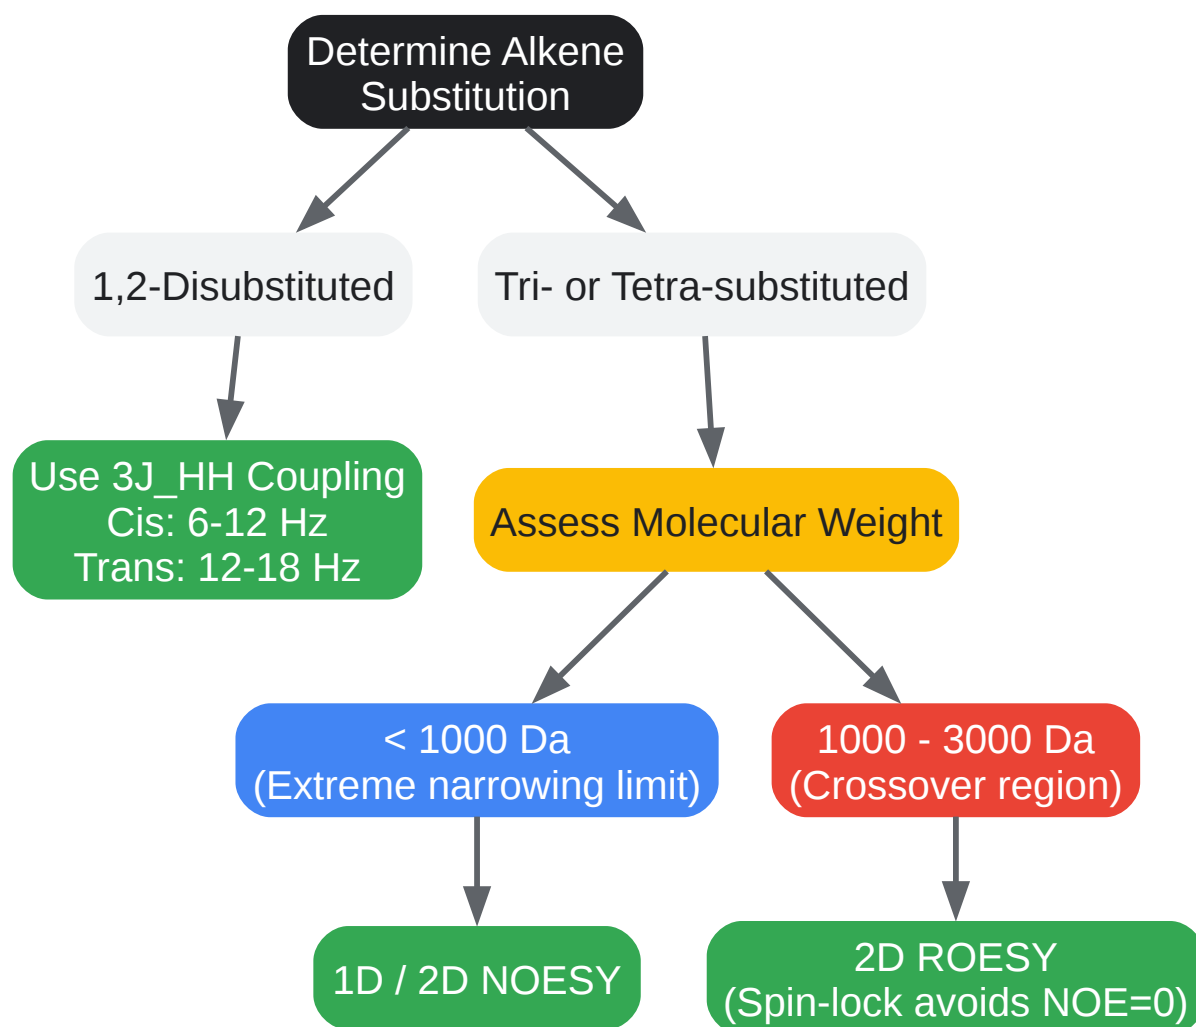 Determine Alkene
Substitution
1,2-Disubstituted
Tri- or Tetra-substituted
Use 3J_HH Coupling
Cis: 6-12 Hz
Trans: 12-18 Hz
Assess Molecular Weight
< 1000 Da
(Extreme narrowing limit)
1000 - 3000 Da
(Crossover region)
1D / 2D NOESY
2D ROESY
(Spin-lock avoids NOE=0)